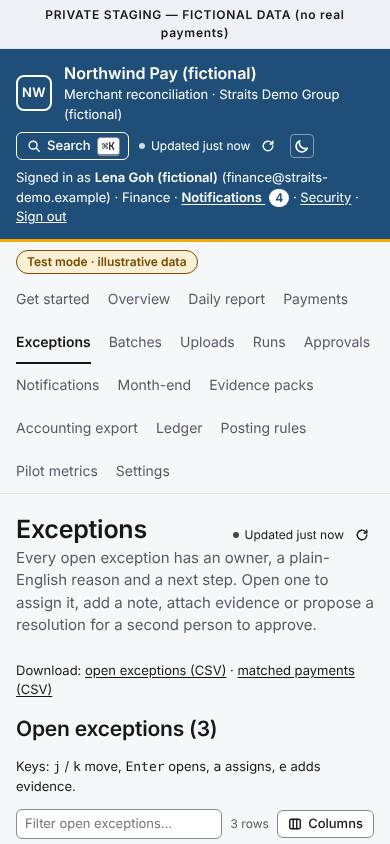 PRIVATE STAGING — FICTIONAL DATA (no real
payments)
NW
Northwind Pay (fictional)
Merchant reconciliation · Straits Demo Group
(fictional)
Search ⌘K
Updated just now
Signed in as Lena Goh (fictional) (finance@straits-
demo.example) · Finance · Notifications 4 · Security ·
Sign out
Test mode · illustrative data
Get started Overview Daily report Payments
Exceptions Batches Uploads Runs Approvals
Notifications Month-end Evidence packs
Accounting export Ledger Posting rules
Pilot metrics Settings
Exceptions
Updated just now
Every open exception has an owner, a plain-
English reason and a next step. Open one to
assign it, add a note, attach evidence or propose a
resolution for a second person to approve.
Download: open exceptions (CSV) · matched payments
(CSV)
Open exceptions (3)
Keys: j / k move, Enter opens, a assigns, e adds
evidence.
Filter open exceptions... 3 rows Columns